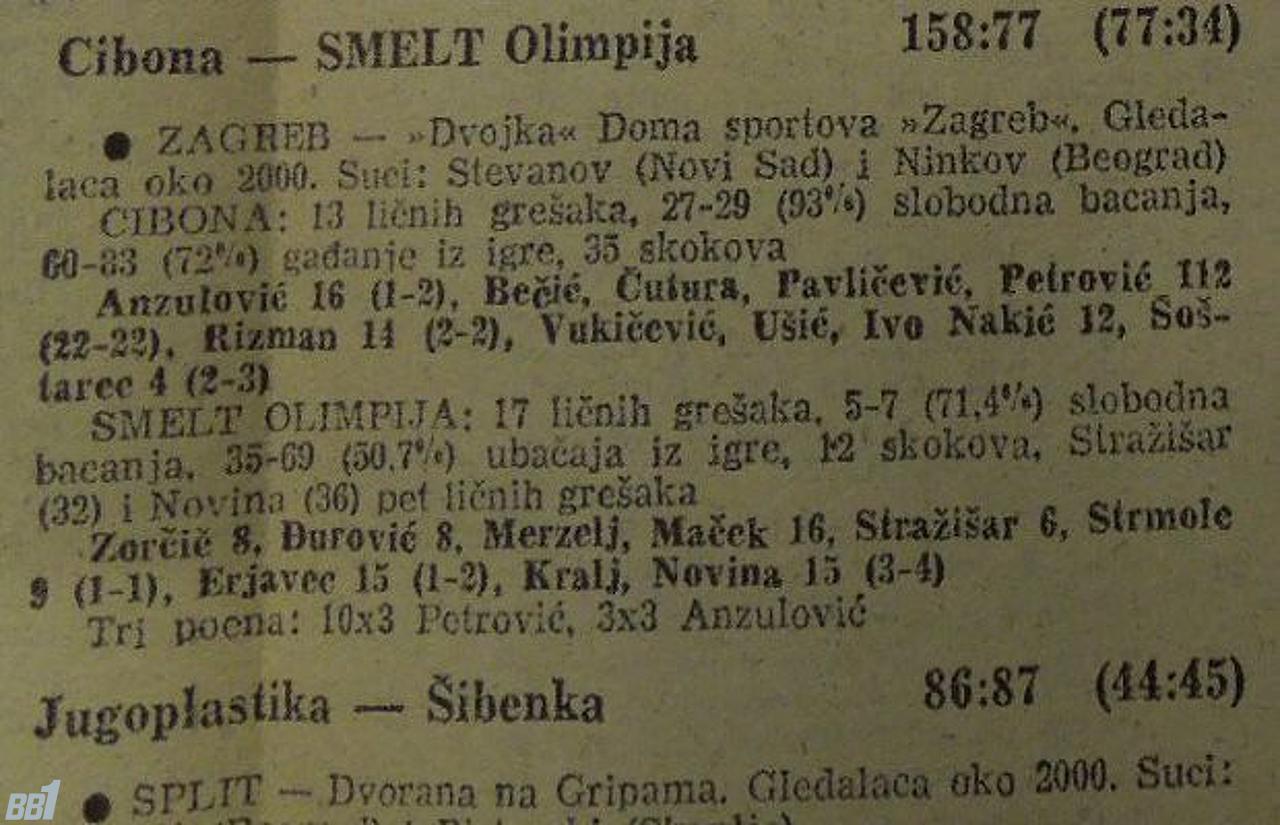 Cibona — SMELT Olimpija 158:77 (77:34)
● ZAGREB — »Dvojka« Doma sportova »Zagreb«. Gleda-
laca oko 2000. Suci: Stevanov (Novi Sad) i Ninkov (Beograd)
CIBONA: 13 ličnih grešaka, 27-29 (93%) slobodna bacanja,
60-83 (72%) gađanje iz igre, 35 skokova
Anzulović 16 (1-2), Bečić, Čutura, Pavličević, Petrović 112
(22-22), Rizman 14 (2-2), Vukičević, Ušić, Ivo Nakić 12, Šoš-
tarec 4 (2-3)
SMELT OLIMPIJA: 17 ličnih grešaka, 5-7 (71,4%) slobodna
bacanja, 35-69 (50,7%) ubačaja iz igre, 12 skokova, Stražišar
(32) i Novina (36) pet ličnih grešaka
Zorčič 8, Đurović 8, Merzelj, Maček 16, Stražišar 6, Strmole
9 (1-1), Erjavec 15 (1-2), Kralj, Novina 15 (3-4)
Tri poena: 10x3 Petrović, 3x3 Anzulović
Jugoplastika — Šibenka 86:87 (44:45)
● SPLIT — Dvorana na Gripama. Gledalaca oko 2000. Suci:
BB1